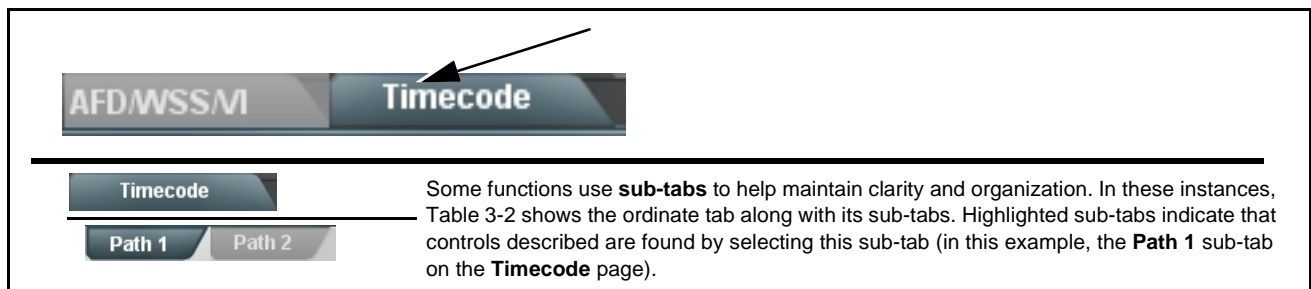 AFD/WSS/VI Timecode
Timecode
Path 1 Path 2
Some functions use sub-tabs to help maintain clarity and organization. In these instances,
Table 3-2 shows the ordinate tab along with its sub-tabs. Highlighted sub-tabs indicate that
controls described are found by selecting this sub-tab (in this example, the Path 1 sub-tab
on the Timecode page).